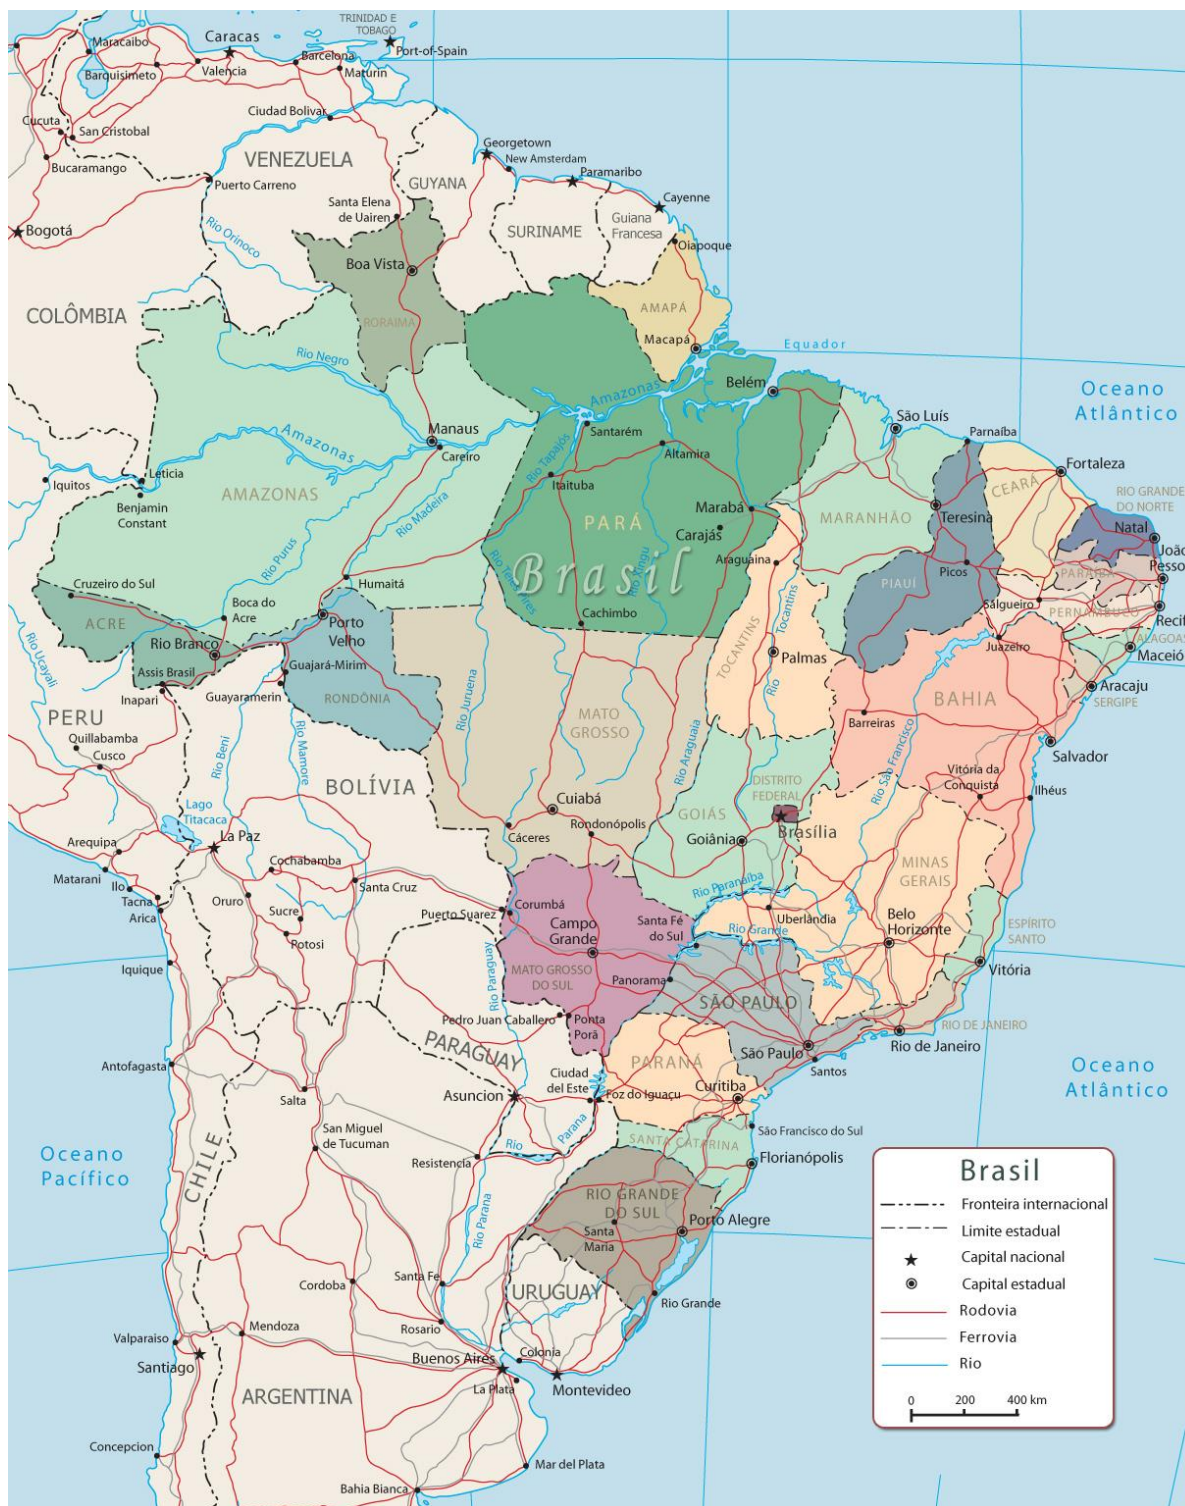 TRINIDAD E
TOBAGO
Port-of-Spain
Caracas
Maracaibo
Barquisimeto
Valencia
Barcelona
Maturin
Cucuta
San Cristobal
Ciudad Bolivar
Bucaramango
VENEZUELA
Puerto Carreno
Georgetown
New Amsterdam
Paramaribo
Cayenne
GUYANA
Santa Elena
de Uairen
SURINAME
Guiana
Francesa
Bogotá
Rio Orinoco
Oiapoque
Boa Vista
COLÔMBIA
RORAIMA
AMAPÁ
Macapá
Equador
Rio Negro
Belém
Amazonas
Oceano
Atlântico
São Luís
Parnaíba
Manaus
Careiro
Santarém
Altamira
Amazonas
Rio Tapajós
Fortaleza
Leticia
Iquitos
Itaituba
CEARÁ
RIO GRANDE
DO NORTE
Benjamin
Constant
AMAZONAS
Rio Madeira
Marabá
Carajás
PARÁ
MARANHÃO
Teresina
Natal
Rio Purus
Rio Xingu
Araguaina
João
Pesso
PARAÍBA
Brasil
Rio Teles Pires
PIAUÍ
Picos
Cruzeiro do Sul
Humaitá
Cachimbo
Salgueiro
PERNAMBUCO
Recif
Boca do
Acre
ACRE
Rio Branco
Porto
Velho
Rio Tocantins
TOCANTINS
Palmas
Juazeiro
ALAGOAS
Maceió
Rio Ucayali
Assis Brasil
Inapari
Guajará-Mirim
Guayaramerin
RONDÔNIA
Aracaju
SERGIPE
PERU
Quillabamba
Cusco
Rio Beni
Rio Mamore
Rio Juruena
MATO
GROSSO
Rio Araguaia
BAHIA
Barreiras
Rio São Francisco
Salvador
BOLÍVIA
Lago
Titacaca
La Paz
Cuiabá
Rondonópolis
Cáceres
DISTRITO
FEDERAL
GOIÁS
Goiânia
Brasília
Vitória da
Conquista
Ilhéus
Arequipa
Matarani
Ilo
Tacna
Arica
Cochabamba
Oruro
Santa Cruz
Sucre
Potosi
Puerto Suarez
Corumbá
MINAS
GERAIS
Rio Paranaíba
Uberlândia
Santa Fé
do Sul
Rio Grande
Belo
Horizonte
ESPÍRITO
SANTO
Vitória
Campo
Grande
MATO GROSSO
DO SUL
Rio Paraguay
Iquique
Panorama
SÃO PAULO
Pedro Juan Caballero
Ponta
Porã
RIO DE JANEIRO
Rio de Janeiro
São Paulo
Santos
PARAGUAY
PARANÁ
Antofagasta
Salta
Asuncion
Ciudad
del Este
Foz do Iguaçu
Curitiba
Oceano
Atlântico
San Miguel
de Tucuman
Resistencia
Rio Parana
SANTA CATARINA
São Francisco do Sul
Florianópolis
Oceano
Pacífico
CHILE
Rio Parana
RIO GRANDE
DO SUL
Santa
Maria
Porto Alegre
Cordoba
Santa Fe
URUGUAY
Rio Grande
Rosario
Valparaiso
Mendoza
Santiago
Buenos Aires
Colonia
La Plata
Montevideo
ARGENTINA
Concepcion
Mar del Plata
Bahia Bianca
Brasil
Fronteira internacional
Limite estadual
Capital nacional
Capital estadual
Rodovia
Ferrovia
Rio
0 200 400 km